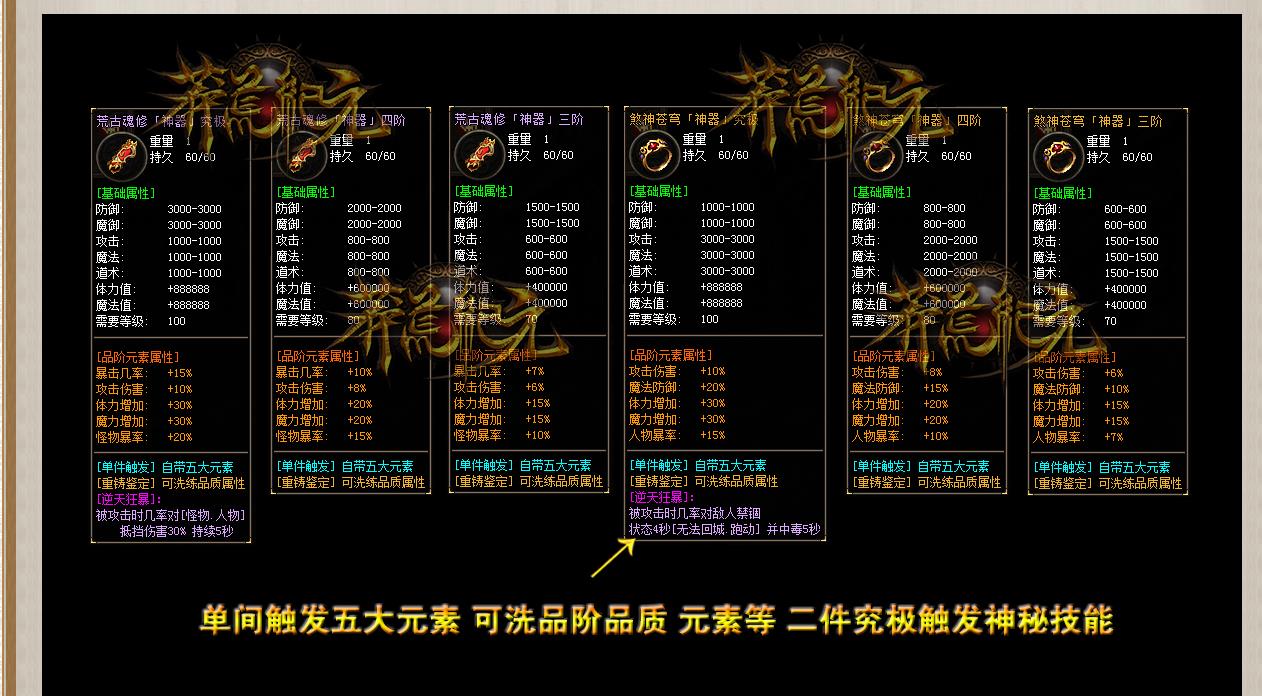 荒古魂修「神器」究极
重量 1
持久 60/60
[基础属性]
防御: 3000-3000
魔御: 3000-3000
攻击: 1000-1000
魔法: 1000-1000
道术: 1000-1000
体力值: +888888
魔法值: +888888
需要等级: 100
[品阶元素属性]
暴击几率: +15%
攻击伤害: +10%
体力增加: +30%
魔力增加: +30%
怪物暴率: +20%
[单件触发] 自带五大元素
[重铸鉴定] 可洗练品质属性
[逆天狂暴]:
被攻击时几率对[怪物.人物]
抵挡伤害30% 持续5秒
荒古魂修「神器」四阶
重量 1
持久 60/60
[基础属性]
防御: 2000-2000
魔御: 2000-2000
攻击: 800-800
魔法: 800-800
道术: 800-800
体力值: +600000
魔法值: +600000
需要等级: 80
[品阶元素属性]
暴击几率: +10%
攻击伤害: +8%
体力增加: +20%
魔力增加: +20%
怪物暴率: +15%
[单件触发] 自带五大元素
[重铸鉴定] 可洗练品质属性
荒古魂修「神器」三阶
重量 1
持久 60/60
[基础属性]
防御: 1500-1500
魔御: 1500-1500
攻击: 600-600
魔法: 600-600
道术: 600-600
体力值: +400000
魔法值: +400000
需要等级: 70
[品阶元素属性]
暴击几率: +7%
攻击伤害: +6%
体力增加: +15%
魔力增加: +15%
怪物暴率: +10%
[单件触发] 自带五大元素
[重铸鉴定] 可洗练品质属性
煞神苍穹「神器」究极
重量 1
持久 60/60
[基础属性]
防御: 1000-1000
魔御: 1000-1000
攻击: 3000-3000
魔法: 3000-3000
道术: 3000-3000
体力值: +888888
魔法值: +888888
需要等级: 100
[品阶元素属性]
攻击伤害: +10%
魔法防御: +20%
体力增加: +30%
魔力增加: +30%
人物暴率: +15%
[单件触发] 自带五大元素
[重铸鉴定] 可洗练品质属性
[逆天狂暴]:
被攻击时几率对敌人禁锢
状态4秒[无法回城.跑动] 并中毒5秒
煞神苍穹「神器」四阶
重量 1
持久 60/60
[基础属性]
防御: 800-800
魔御: 800-800
攻击: 2000-2000
魔法: 2000-2000
道术: 2000-2000
体力值: +600000
魔法值: +600000
需要等级: 80
[品阶元素属性]
攻击伤害: +8%
魔法防御: +15%
体力增加: +20%
魔力增加: +20%
人物暴率: +10%
[单件触发] 自带五大元素
[重铸鉴定] 可洗练品质属性
煞神苍穹「神器」三阶
重量 1
持久 60/60
[基础属性]
防御: 600-600
魔御: 600-600
攻击: 1500-1500
魔法: 1500-1500
道术: 1500-1500
体力值: +400000
魔法值: +400000
需要等级: 70
[品阶元素属性]
攻击伤害: +6%
魔法防御: +10%
体力增加: +15%
魔力增加: +15%
人物暴率: +7%
[单件触发] 自带五大元素
[重铸鉴定] 可洗练品质属性
单间触发五大元素 可洗品阶品质 元素等 二件究极触发神秘技能